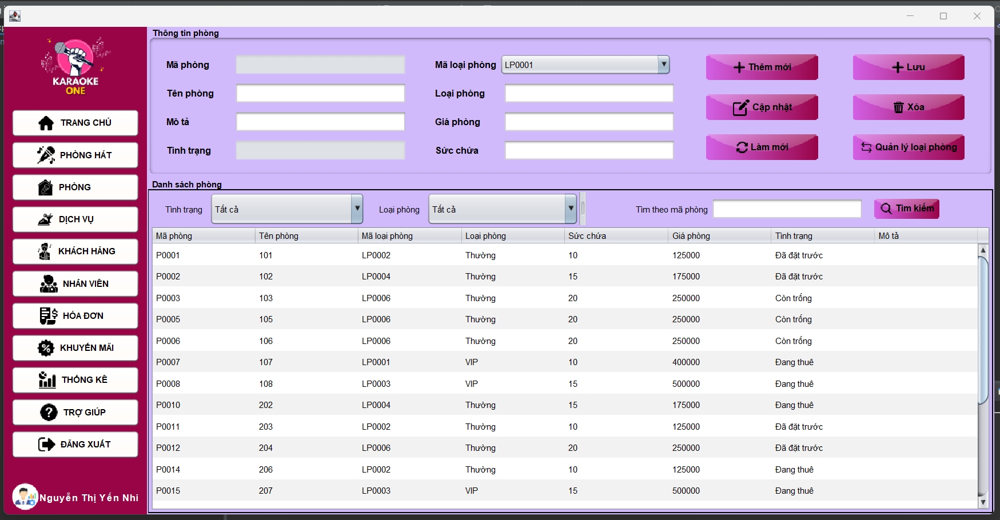 KARAOKE
ONE
TRANG CHỦ
PHÒNG HÁT
PHÒNG
DỊCH VỤ
KHÁCH HÀNG
NHÂN VIÊN
HÓA ĐƠN
KHUYẾN MÃI
THỐNG KÊ
TRỢ GIÚP
ĐĂNG XUẤT
Nguyễn Thị Yến Nhi
Thông tin phòng
Mã phòng Mã loại phòng LP0001 Thêm mới Lưu
Tên phòng Loại phòng
Mô tả Giá phòng Cập nhật Xóa
Tình trạng Sức chứa Làm mới Quản lý loại phòng
Danh sách phòng
Tình trạng Tất cả Loại phòng Tất cả Tìm theo mã phòng Tìm kiếm
Mã phòng Tên phòng Mã loại phòng Loại phòng Sức chứa Giá phòng Tình trạng Mô tả
P0001 101 LP0002 Thường 10 125000 Đã đặt trước
P0002 102 LP0004 Thường 15 175000 Đã đặt trước
P0003 103 LP0006 Thường 20 250000 Còn trống
P0005 105 LP0006 Thường 20 250000 Còn trống
P0006 106 LP0006 Thường 20 250000 Còn trống
P0007 107 LP0001 VIP 10 400000 Đang thuê
P0008 108 LP0003 VIP 15 500000 Đang thuê
P0010 202 LP0004 Thường 15 175000 Đang thuê
P0011 203 LP0002 Thường 10 125000 Đã đặt trước
P0012 204 LP0006 Thường 20 250000 Đã đặt trước
P0014 206 LP0002 Thường 10 125000 Đang thuê
P0015 207 LP0003 VIP 15 500000 Đang thuê